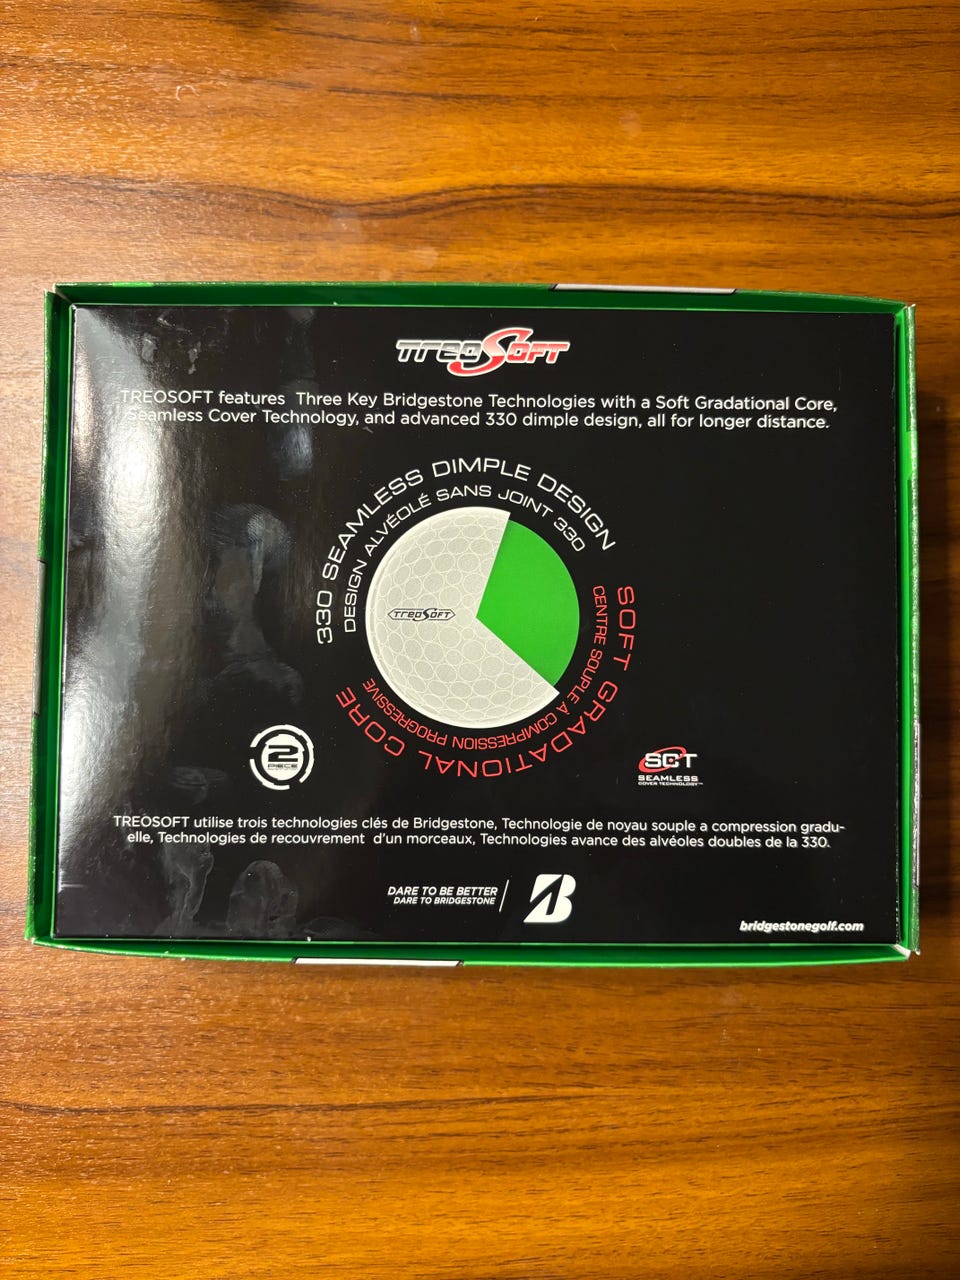 TREOSOFT
TREOSOFT features  Three Key Bridgestone Technologies with a Soft Gradational Core,
Seamless Cover Technology, and advanced 330 dimple design, all for longer distance.
330 SEAMLESS DIMPLE DESIGN
DESIGN ALVÉOLÉ SANS JOINT 330
TREOSOFT
SOFT GRADATIONAL CORE
CENTRE SOUPLE À COMPRESSION PROGRESSIVE
2
PIECE
SCT
SEAMLESS
COVER TECHNOLOGY™
TREOSOFT utilise trois technologies clés de Bridgestone, Technologie de noyau souple a compression gradu-
elle, Technologies de recouvrement  d'un morceaux, Technologies avance des alvéoles doubles de la 330.
DARE TO BE BETTER
DARE TO BRIDGESTONE
B
bridgestonegolf.com